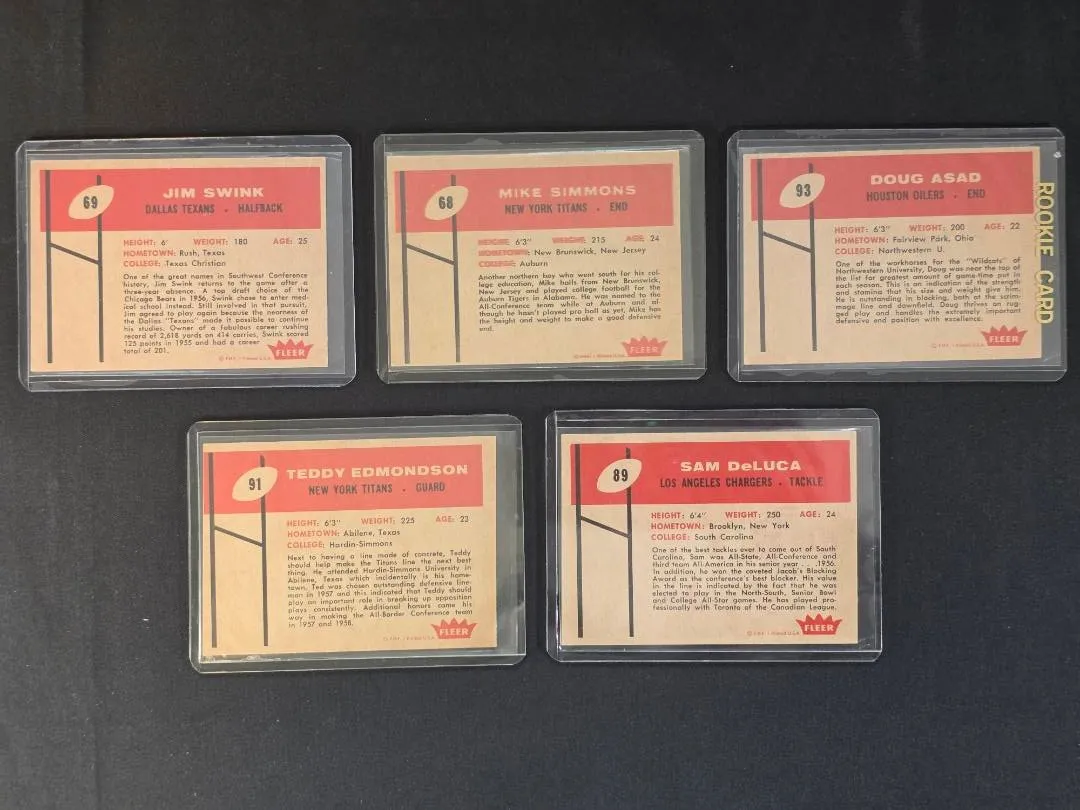 69
JIM SWINK
DALLAS TEXANS . HALFBACK
HEIGHT: 6' WEIGHT: 180 AGE: 25
HOMETOWN: Rush, Texas
COLLEGE: Texas Christian
One of the great names in Southwest Conference
history, Jim Swink returns to the game after a
three-year absence. A top draft choice of the
Chicago Bears in 1956, Swink chose to enter med-
ical school instead. Still involved in that pursuit,
Jim agreed to play again because the nearness of
the Dallas "Texans" made it possible to continue
his studies. Owner of a fabulous career rushing
record of 2,618 yards on 414 carries, Swink scored
125 points in 1955 and had a career
total of 201.
FLEER
68
MIKE SIMMONS
NEW YORK TITANS . END
HEIGHT: 6'3" WEIGHT: 215 AGE: 24
HOMETOWN: New Brunswick, New Jersey
COLLEGE: Auburn
Another northern boy who went south for his col-
lege education, Mike hails from New Brunswick,
New Jersey and played college football for the
Auburn Tigers in Alabama. He was named to the
All-Conference team while at Auburn and al-
though he hasn't played pro ball as yet, Mike has
the height and weight to make a good defensive
end.
FLEER
93
DOUG ASAD
HOUSTON OILERS . END
HEIGHT: 6'3" WEIGHT: 200 AGE: 22
HOMETOWN: Fairview Park, Ohio
COLLEGE: Northwestern U.
One of the workhorses for the "Wildcats" of
Northwestern University, Doug was near the top of
the list for greatest amount of game-time put in
each season. This is an indication of the strength
and stamina that his size and weight give him.
He is outstanding in blocking, both at the scrim-
mage line and downfield. Doug thrives on rug-
ged play and handles the extremely important
defensive end position with excellence.
FLEER
ROOKIE CARD
91
TEDDY EDMONDSON
NEW YORK TITANS . GUARD
HEIGHT: 6'3" WEIGHT: 225 AGE: 23
HOMETOWN: Abilene, Texas
COLLEGE: Hardin-Simmons
Next to having a line made of concrete, Teddy
should help make the Titans line the next best
thing. He attended Hardin-Simmons University in
Abilene, Texas which incidentally is his home-
town. Ted was chosen outstanding defensive line-
man in 1957 and this indicated that Teddy should
play an important role in breaking up opposition
plays consistently. Additional honors came his
way in making the All-Border Conference team
in 1957 and 1958.
FLEER
89
SAM DeLUCA
LOS ANGELES CHARGERS . TACKLE
HEIGHT: 6'4" WEIGHT: 250 AGE: 24
HOMETOWN: Brooklyn, New York
COLLEGE: South Carolina
One of the best tackles ever to come out of South
Carolina, Sam was All-State, All-Conference and
third team All-America in his senior year . . . 1956.
In addition, he won the coveted Jacob's Blocking
Award as the conference's best blocker. His value
in the line is indicated by the fact that he was
elected to play in the North-South, Senior Bowl
and College All-Star games. He has played pro-
fessionally with Toronto of the Canadian League.
FLEER